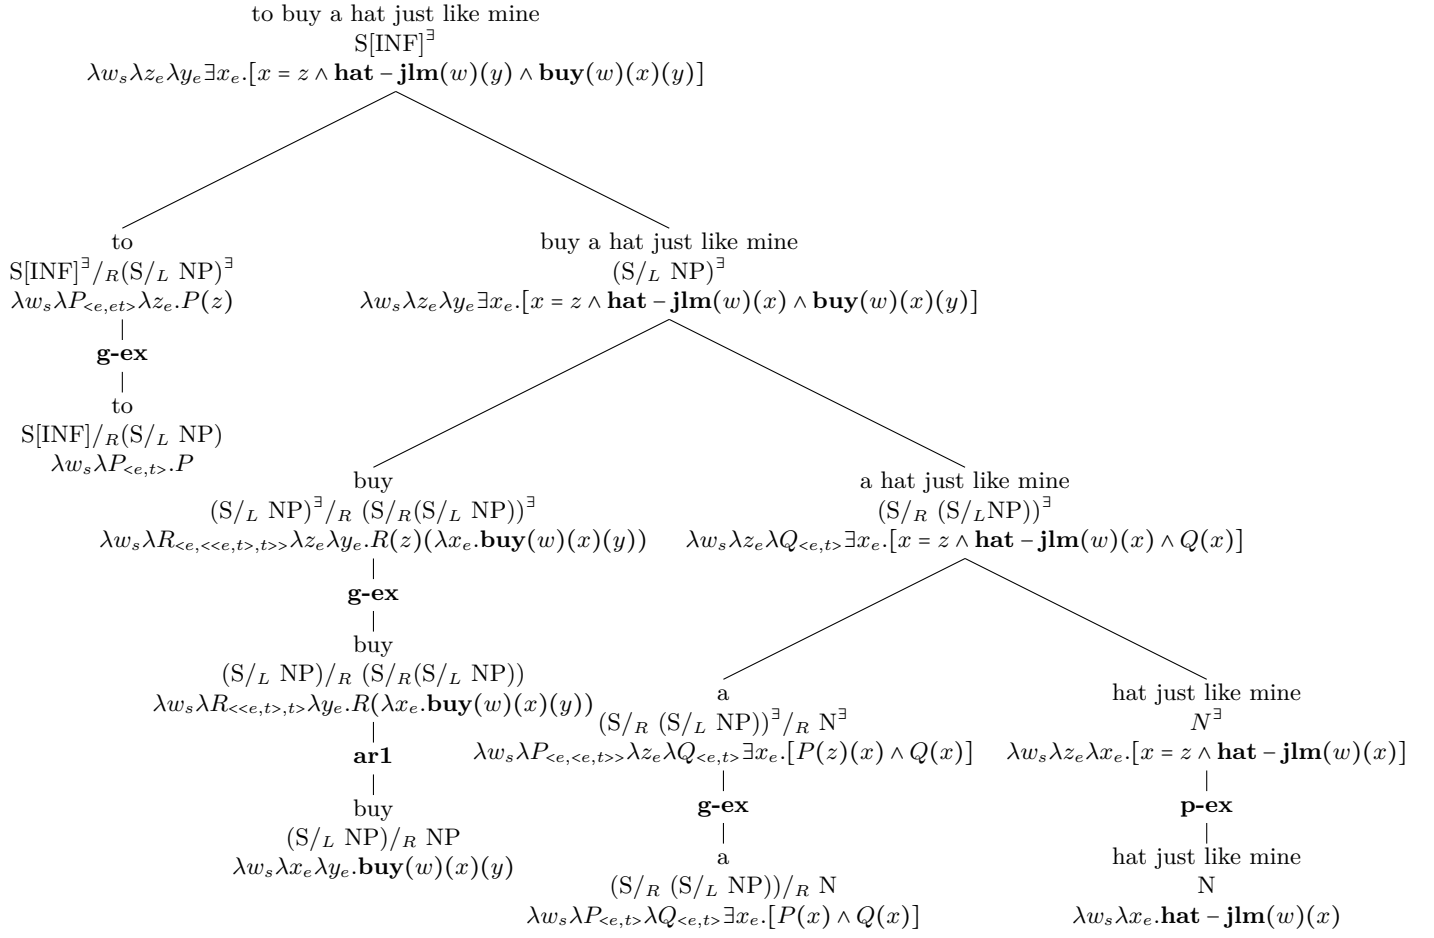 to buy a hat just like mine
S[INF]^∃
λw_sλz_eλy_e∃x_e.[x = z ∧ hat – jlm(w)(y) ∧ buy(w)(x)(y)]
to
S[INF]^∃/_R(S/_L NP)^∃
λw_sλP_<e,et>λz_e.P(z)
g-ex
to
S[INF]/_R(S/_L NP)
λw_sλP_<e,t>.P
buy a hat just like mine
(S/_L NP)^∃
λw_sλz_eλy_e∃x_e.[x = z ∧ hat – jlm(w)(x) ∧ buy(w)(x)(y)]
buy
(S/_L NP)^∃/_R (S/_R(S/_L NP))^∃
λw_sλR_<e,<<e,t>,t>>λz_eλy_e.R(z)(λx_e.buy(w)(x)(y))
g-ex
buy
(S/_L NP)/_R (S/_R(S/_L NP))
λw_sλR_<<e,t>,t>λy_e.R(λx_e.buy(w)(x)(y))
ar1
buy
(S/_L NP)/_R NP
λw_sλx_eλy_e.buy(w)(x)(y)
a hat just like mine
(S/_R (S/_LNP))^∃
λw_sλz_eλQ_<e,t>∃x_e.[x = z ∧ hat – jlm(w)(x) ∧ Q(x)]
a
(S/_R (S/_L NP))^∃/_R N^∃
λw_sλP_<e,<e,t>>λz_eλQ_<e,t>∃x_e.[P(z)(x) ∧ Q(x)]
g-ex
a
(S/_R (S/_L NP))/_R N
λw_sλP_<e,t>λQ_<e,t>∃x_e.[P(x) ∧ Q(x)]
hat just like mine
N^∃
λw_sλz_eλx_e.[x = z ∧ hat – jlm(w)(x)]
p-ex
hat just like mine
N
λw_sλx_e.hat – jlm(w)(x)